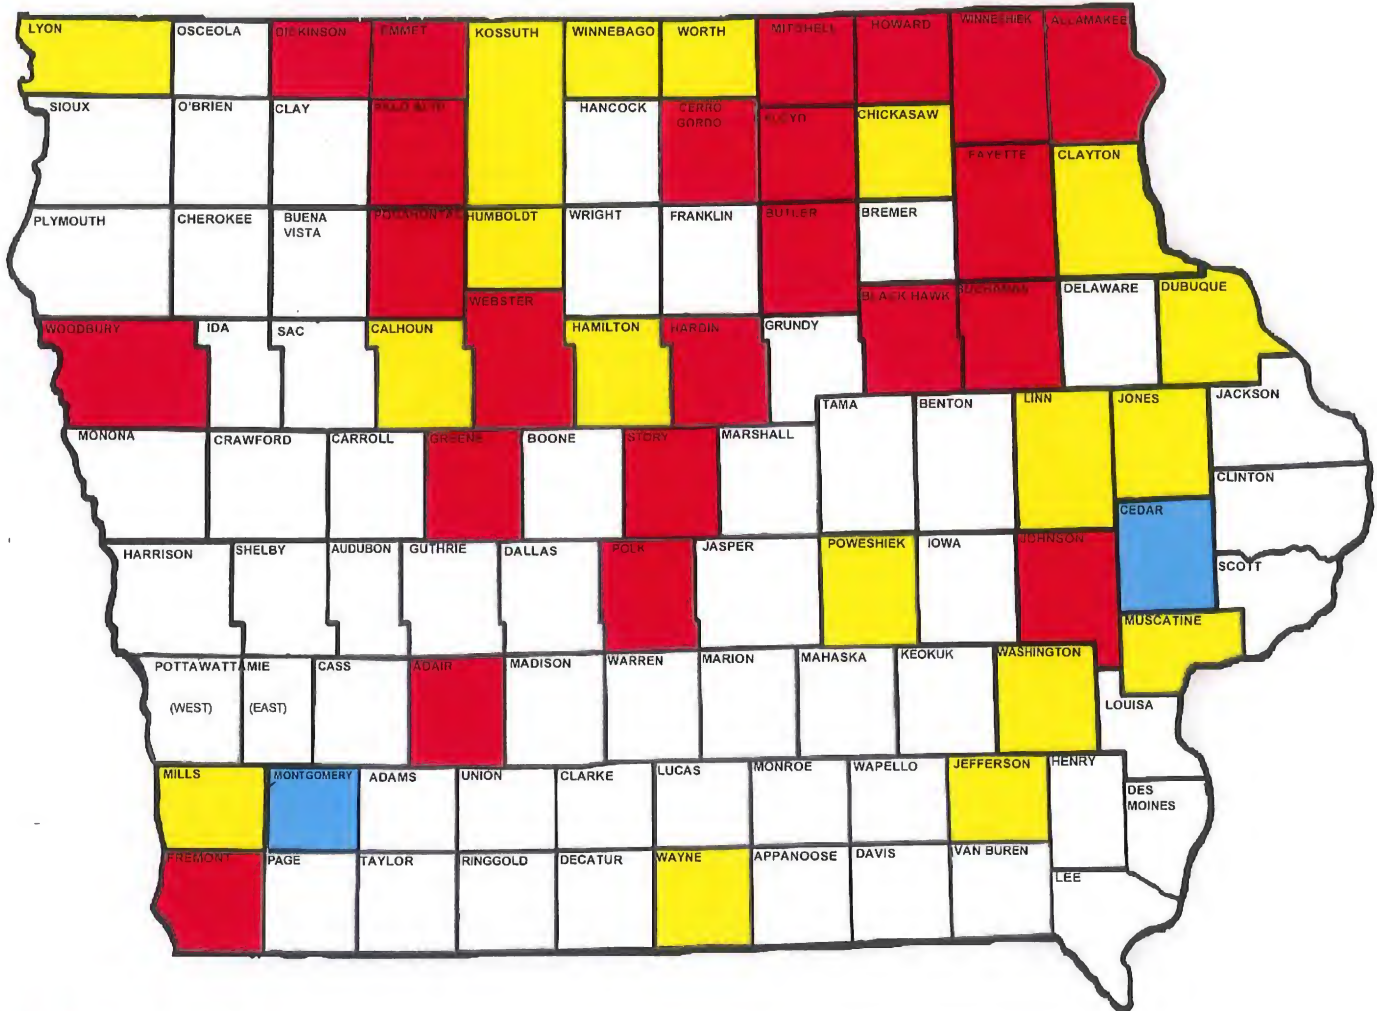 LYON
OSCEOLA
DICKINSON
EMMET
KOSSUTH
WINNEBAGO
WORTH
MITCHELL
HOWARD
WINNESHIEK
ALLAMAKEE
SIOUX
O'BRIEN
CLAY
PALO ALTO
HANCOCK
CERRO
GORDO
FLOYD
CHICKASAW
FAYETTE
CLAYTON
PLYMOUTH
CHEROKEE
BUENA
VISTA
POCAHONTAS
HUMBOLDT
WRIGHT
FRANKLIN
BUTLER
BREMER
WEBSTER
BLACK HAWK
BUCHANAN
DELAWARE
DUBUQUE
WOODBURY
IDA
SAC
CALHOUN
HAMILTON
HARDIN
GRUNDY
TAMA
BENTON
LINN
JONES
JACKSON
MONONA
CRAWFORD
CARROLL
GREENE
BOONE
STORY
MARSHALL
CLINTON
CEDAR
HARRISON
SHELBY
AUDUBON
GUTHRIE
DALLAS
POLK
JASPER
POWESHIEK
IOWA
JOHNSON
SCOTT
MUSCATINE
POTTAWATTAMIE
(WEST)
(EAST)
CASS
ADAIR
MADISON
WARREN
MARION
MAHASKA
KEOKUK
WASHINGTON
LOUISA
MILLS
MONTGOMERY
ADAMS
UNION
CLARKE
LUCAS
MONROE
WAPELLO
JEFFERSON
HENRY
DES
MOINES
FREMONT
PAGE
TAYLOR
RINGGOLD
DECATUR
WAYNE
APPANOOSE
DAVIS
VAN BUREN
LEE